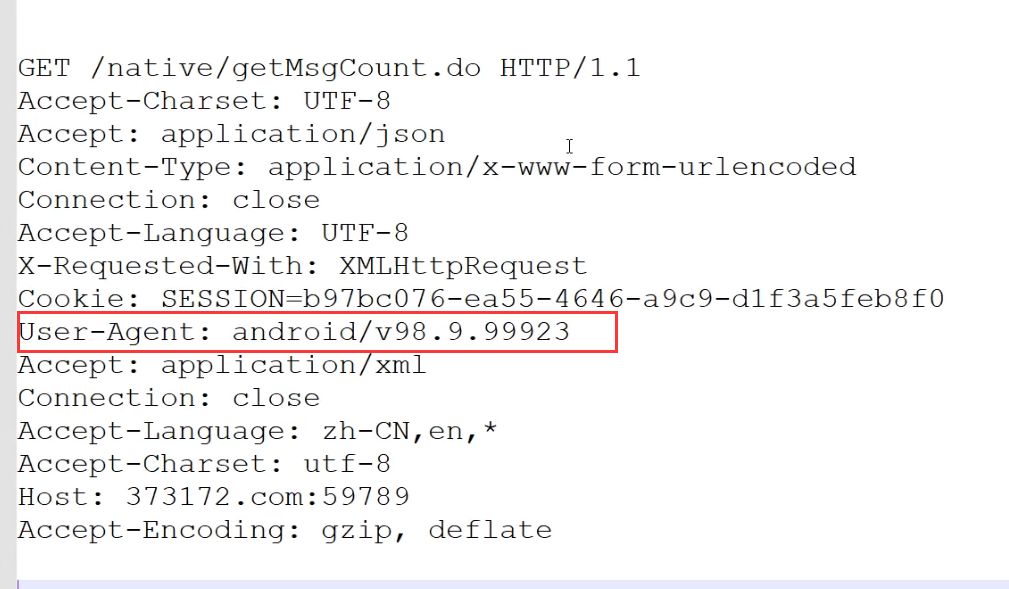 GET /native/getMsgCount.do HTTP/1.1
Accept-Charset: UTF-8
Accept: application/json
Content-Type: application/x-www-form-urlencoded
Connection: close
Accept-Language: UTF-8
X-Requested-With: XMLHttpRequest
Cookie: SESSION=b97bc076-ea55-4646-a9c9-d1f3a5feb8f0
User-Agent: android/v98.9.99923
Accept: application/xml
Connection: close
Accept-Language: zh-CN,en,*
Accept-Charset: utf-8
Host: 373172.com:59789
Accept-Encoding: gzip, deflate